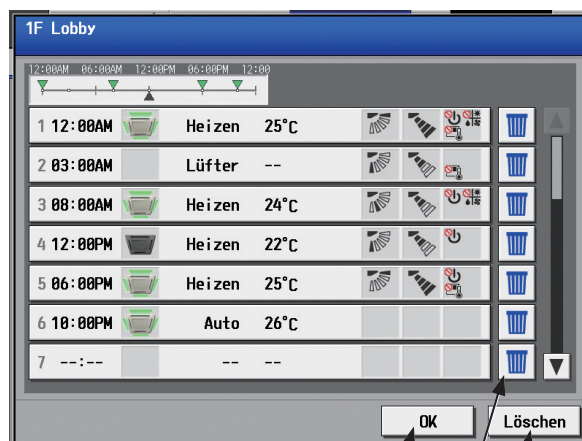 1F Lobby
12:00AM 06:00AM 12:00PM 06:00PM 12:00
1 12:00AM Heizen 25°C
2 03:00AM Lüfter --
3 08:00AM Heizen 24°C
4 12:00PM Heizen 22°C
5 06:00PM Heizen 25°C
6 10:00PM Auto 26°C
7 --:-- -- --
OK Löschen